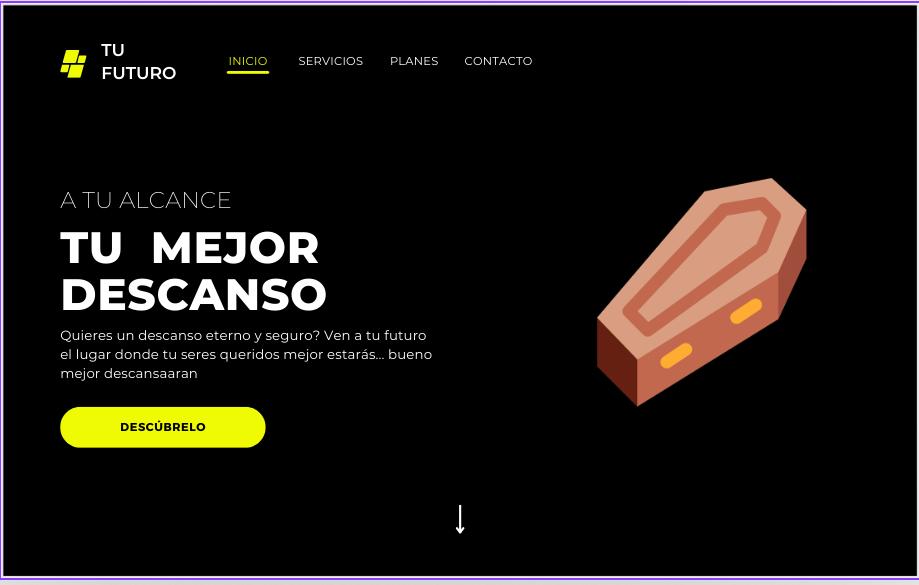 TU
FUTURO
INICIO
SERVICIOS
PLANES
CONTACTO
A TU ALCANCE
TU MEJOR
DESCANSO
Quieres un descanso eterno y seguro? Ven a tu futuro
el lugar donde tu seres queridos mejor estarás... bueno
mejor descansaaran
DESCÚBRELO